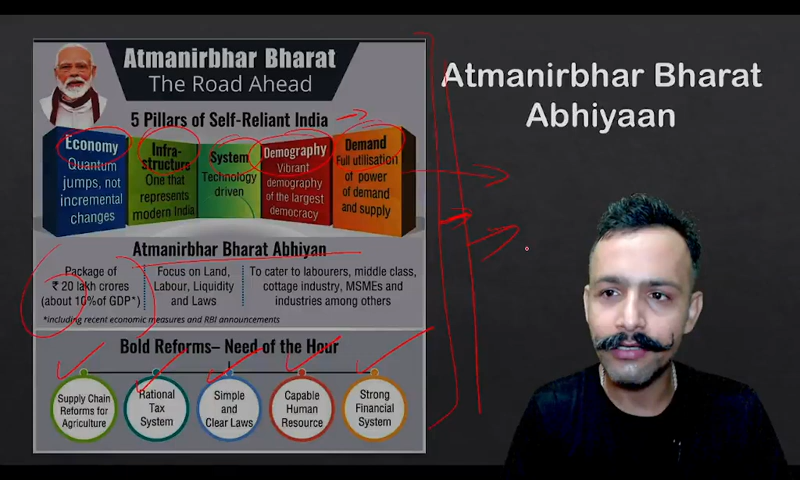 Atmanirbhar Bharat
The Road Ahead
5 Pillars of Self-Reliant India
Economy
Quantum
jumps, not
incremental
changes
Infra-
structure
One that
represents
modern India
System
Technology
driven
Demography
Vibrant
demography
of the largest
democracy
Demand
Full utilisation
of power
of demand
and supply
Atmanirbhar Bharat Abhiyan
Package of
₹ 20 lakh crores
(about 10%of GDP*)
Focus on Land,
Labour, Liquidity
and Laws
To cater to labourers, middle class,
cottage industry, MSMEs and
industries among others
*including recent economic measures and RBI announcements
Bold Reforms– Need of the Hour
Supply Chain
Reforms for
Agriculture
Rational
Tax
System
Simple
and
Clear Laws
Capable
Human
Resource
Strong
Financial
System
Atmanirbhar Bharat
Abhiyaan